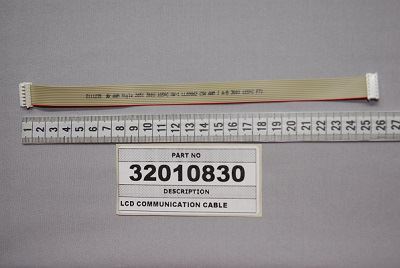 1 2 3 4 5 6 7 8 9 10 11 12 13 14 15 16 17 18 19 20 21 22 23 24 25 26 27
PART NO
32010830
DESCRIPTION
LCD COMMUNICATION CABLE